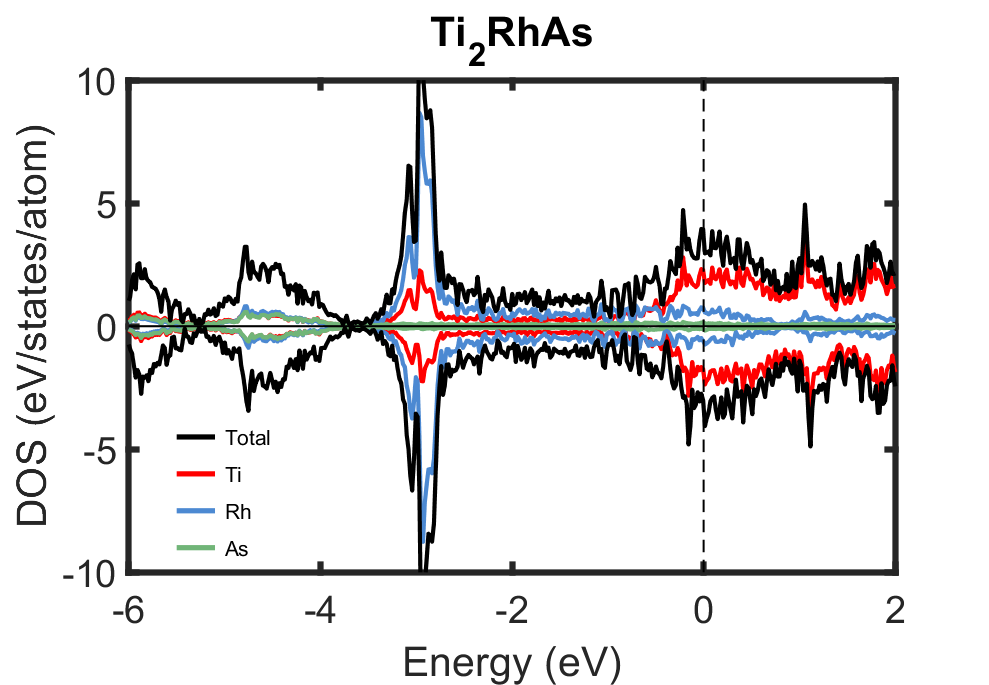 Ti2RhAs
DOS (eV/states/atom)
10
5
0
-5
-10
Total
Ti
Rh
As
-6
-4
-2
0
2
Energy (eV)